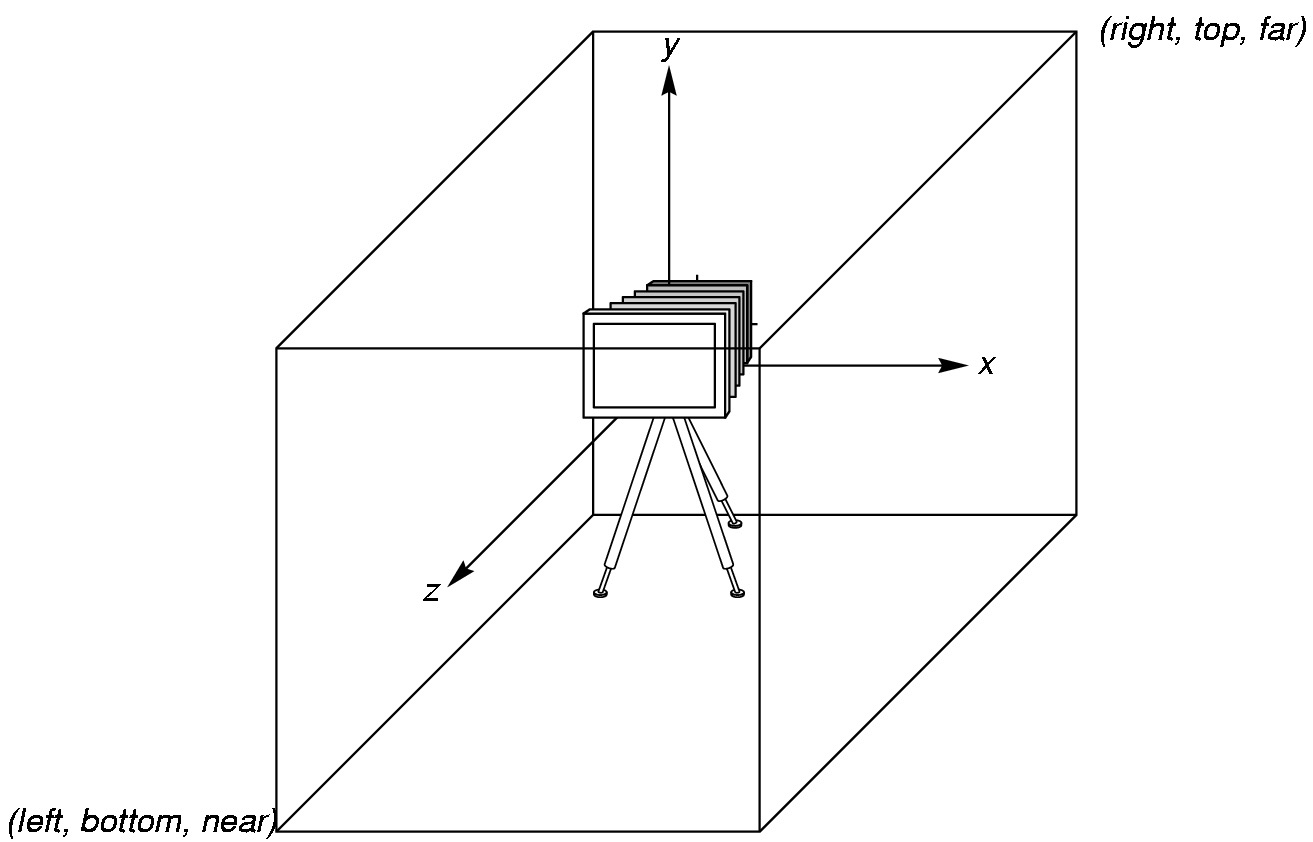 (right, top, far)
y
x
z
(left, bottom, near)